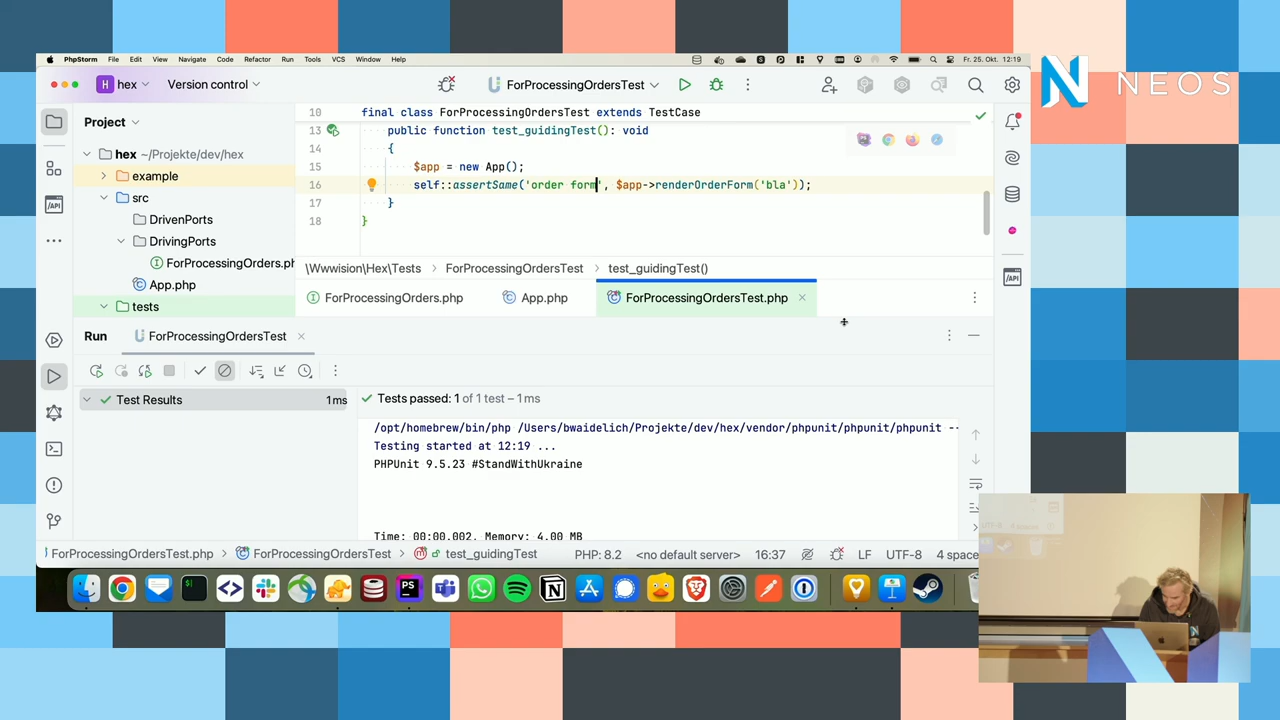 PhpStorm File Edit View Navigate Code Refactor Run Tools VCS Window Help Fr. 25. Okt. 12:19
NEOS
H hex Version control ForProcessingOrdersTest
Project
hex ~/Projekte/dev/hex
example
src
DrivenPorts
DrivingPorts
ForProcessingOrders.ph
App.php
tests
10 final class ForProcessingOrdersTest extends TestCase
13 public function test_guidingTest(): void
14 {
15 $app = new App();
16 self::assertSame('order form', $app->renderOrderForm('bla'));
17 }
18 }
\Wwwision\Hex\Tests ForProcessingOrdersTest test_guidingTest()
ForProcessingOrders.php App.php ForProcessingOrdersTest.php
Run ForProcessingOrdersTest
Test Results 1ms
Tests passed: 1 of 1 test – 1ms
/opt/homebrew/bin/php /Users/bwaidelich/Projekte/dev/hex/vendor/phpunit/phpunit/phpunit --
Testing started at 12:19 ...
PHPUnit 9.5.23 #StandWithUkraine
Time: 00:00.002, Memory: 4.00 MB
ForProcessingOrdersTest.php ForProcessingOrdersTest test_guidingTest PHP: 8.2 <no default server> 16:37 LF UTF-8 4 space